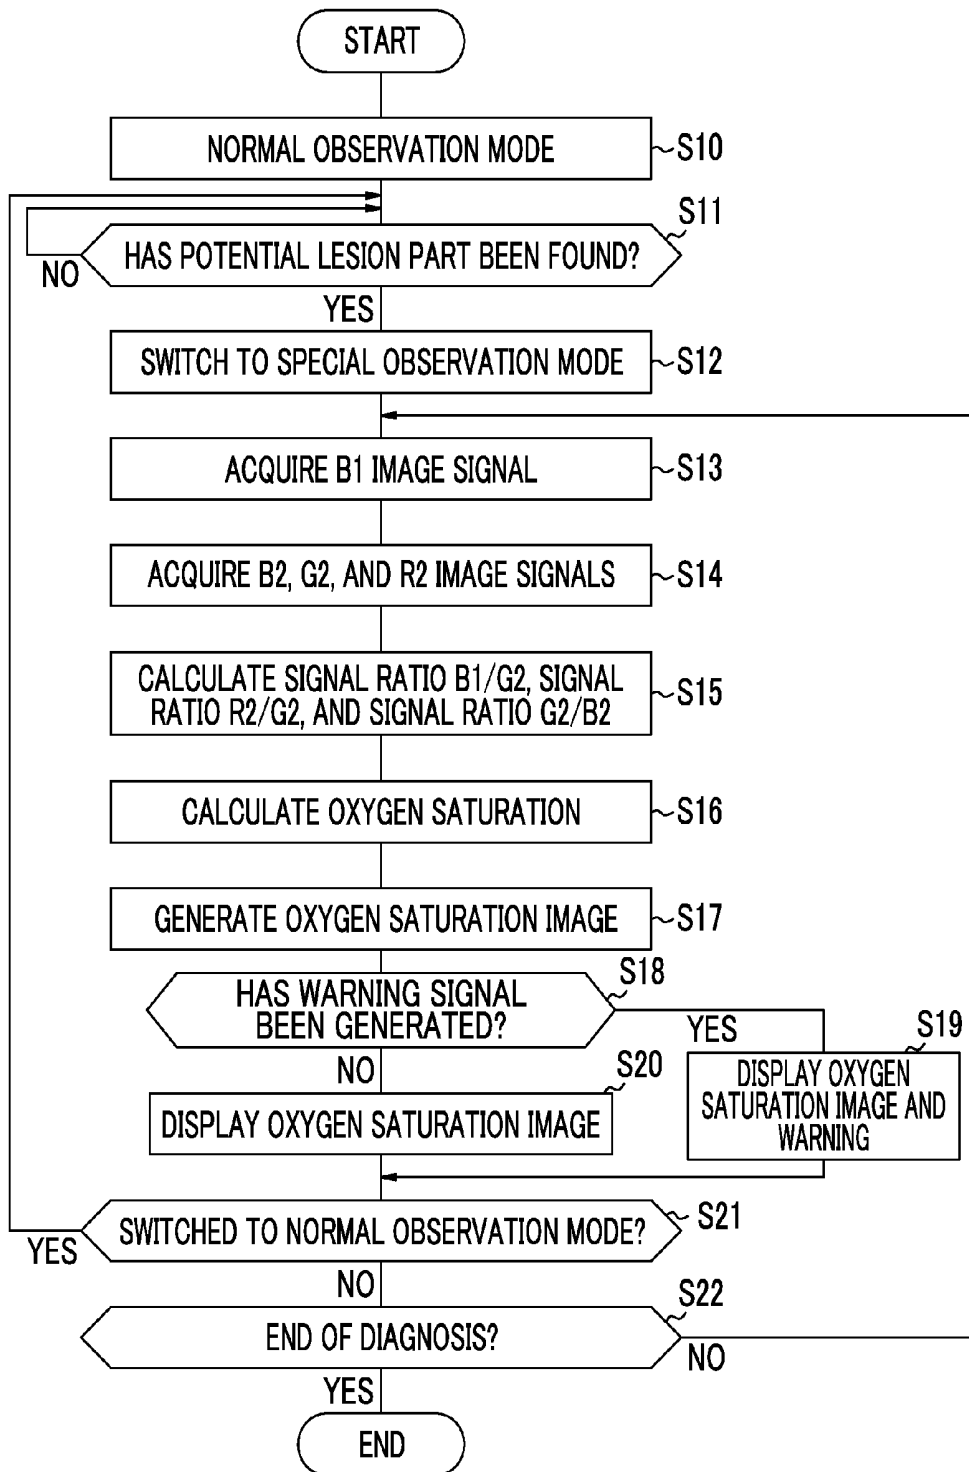 START
NORMAL OBSERVATION MODE
S10
S11
HAS POTENTIAL LESION PART BEEN FOUND?
NO
YES
SWITCH TO SPECIAL OBSERVATION MODE
S12
ACQUIRE B1 IMAGE SIGNAL
S13
ACQUIRE B2, G2, AND R2 IMAGE SIGNALS
S14
CALCULATE SIGNAL RATIO B1/G2, SIGNAL
RATIO R2/G2, AND SIGNAL RATIO G2/B2
S15
CALCULATE OXYGEN SATURATION
S16
GENERATE OXYGEN SATURATION IMAGE
S17
S18
HAS WARNING SIGNAL
BEEN GENERATED?
YES
NO
S19
DISPLAY OXYGEN
SATURATION IMAGE AND
WARNING
S20
DISPLAY OXYGEN SATURATION IMAGE
SWITCHED TO NORMAL OBSERVATION MODE?
S21
YES
NO
S22
END OF DIAGNOSIS?
NO
YES
END